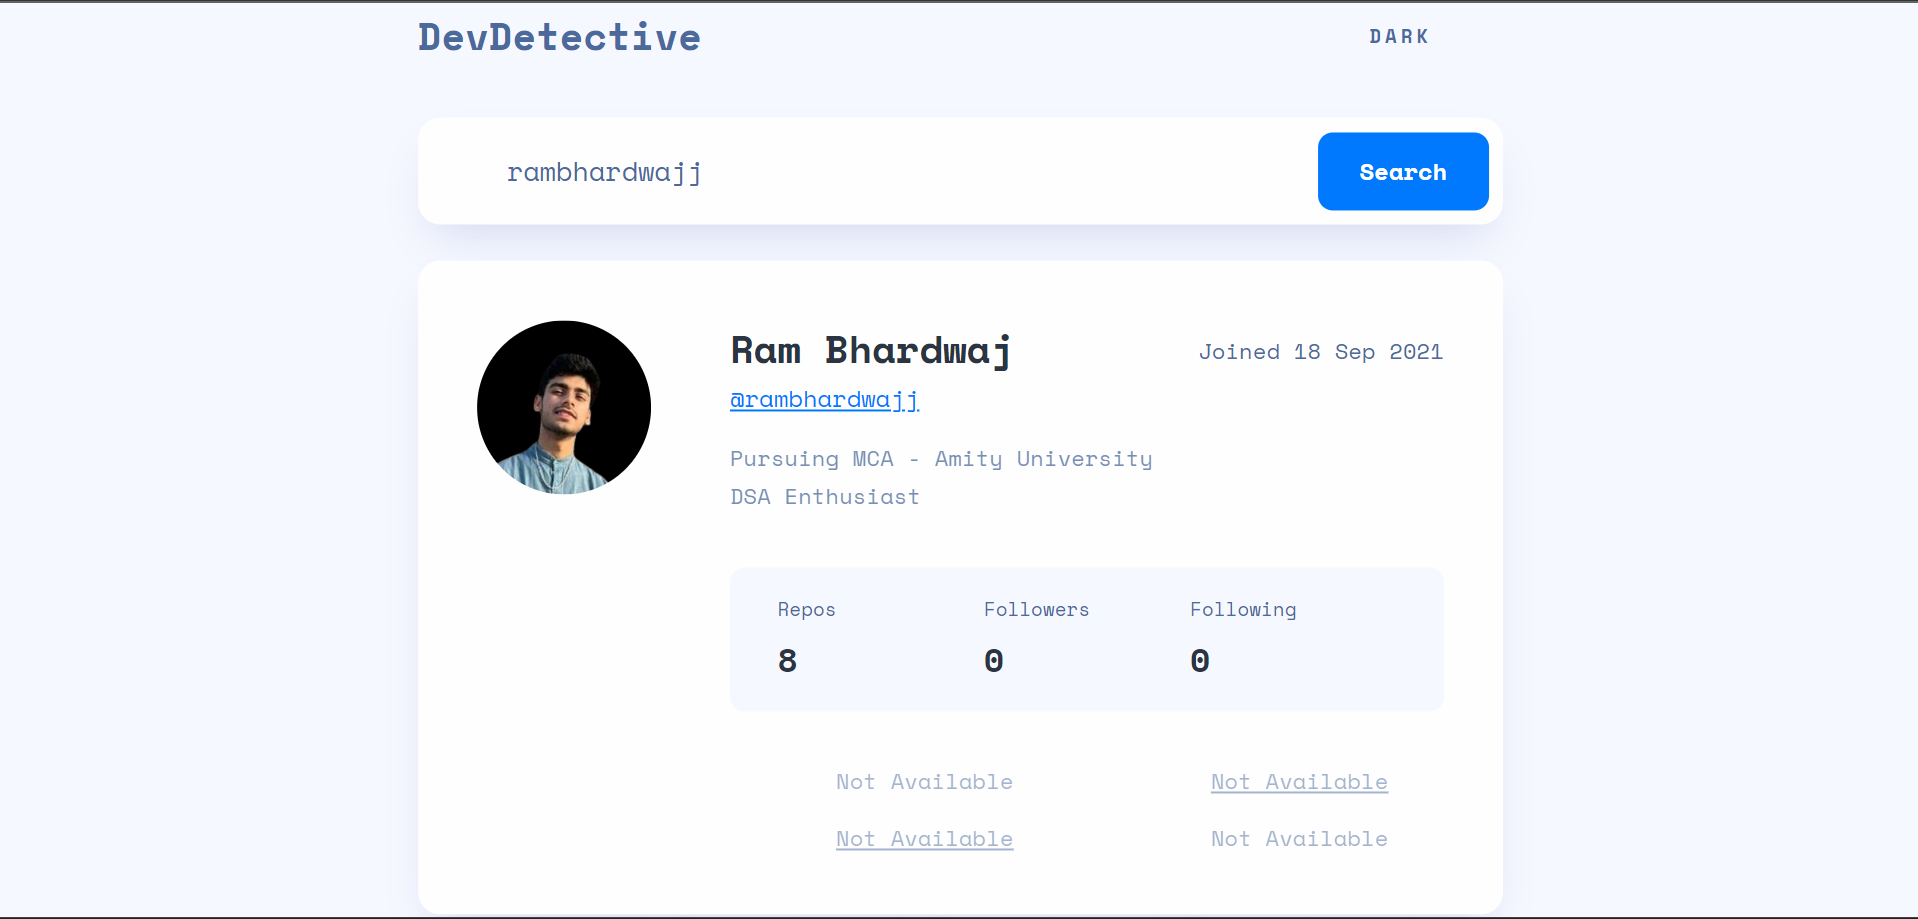 DevDetective
DARK
rambhardwajj
Search
Ram Bhardwaj
Joined 18 Sep 2021
@rambhardwajj
Pursuing MCA - Amity University
DSA Enthusiast
Repos Followers Following
8 0 0
Not Available Not Available
Not Available Not Available